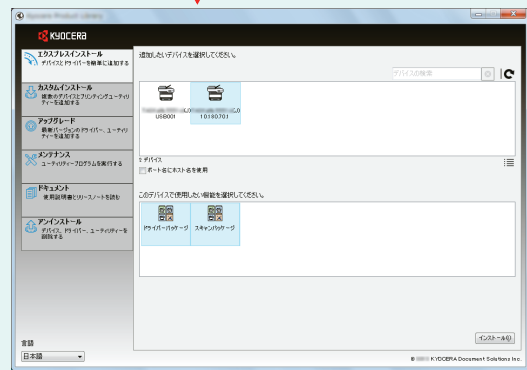 Kyocera Product Library
KYOCERA
エクスプレスインストール
デバイスとドライバーを簡単に追加する
カスタムインストール
複数のデバイスとプリンティングユーティリ
ティーを追加する
アップグレード
最新バージョンのドライバー、ユーティリ
ティーを追加する
メンテナンス
ユーティリティープログラムを実行する
ドキュメント
使用説明書とリリースノートを読む
アンインストール
デバイス、ドライバー、ユーティリティーを
削除する
言語
日本語
追加したいデバイスを選択してください。
デバイスの検索
USB001
10.180.70.1
2 デバイス
ポート名にホスト名を使用
このデバイスで使用したい機能を選択してください。
ドライバーパッケージ
スキャンパッケージ
インストール(I)
KYOCERA Document Solutions Inc.